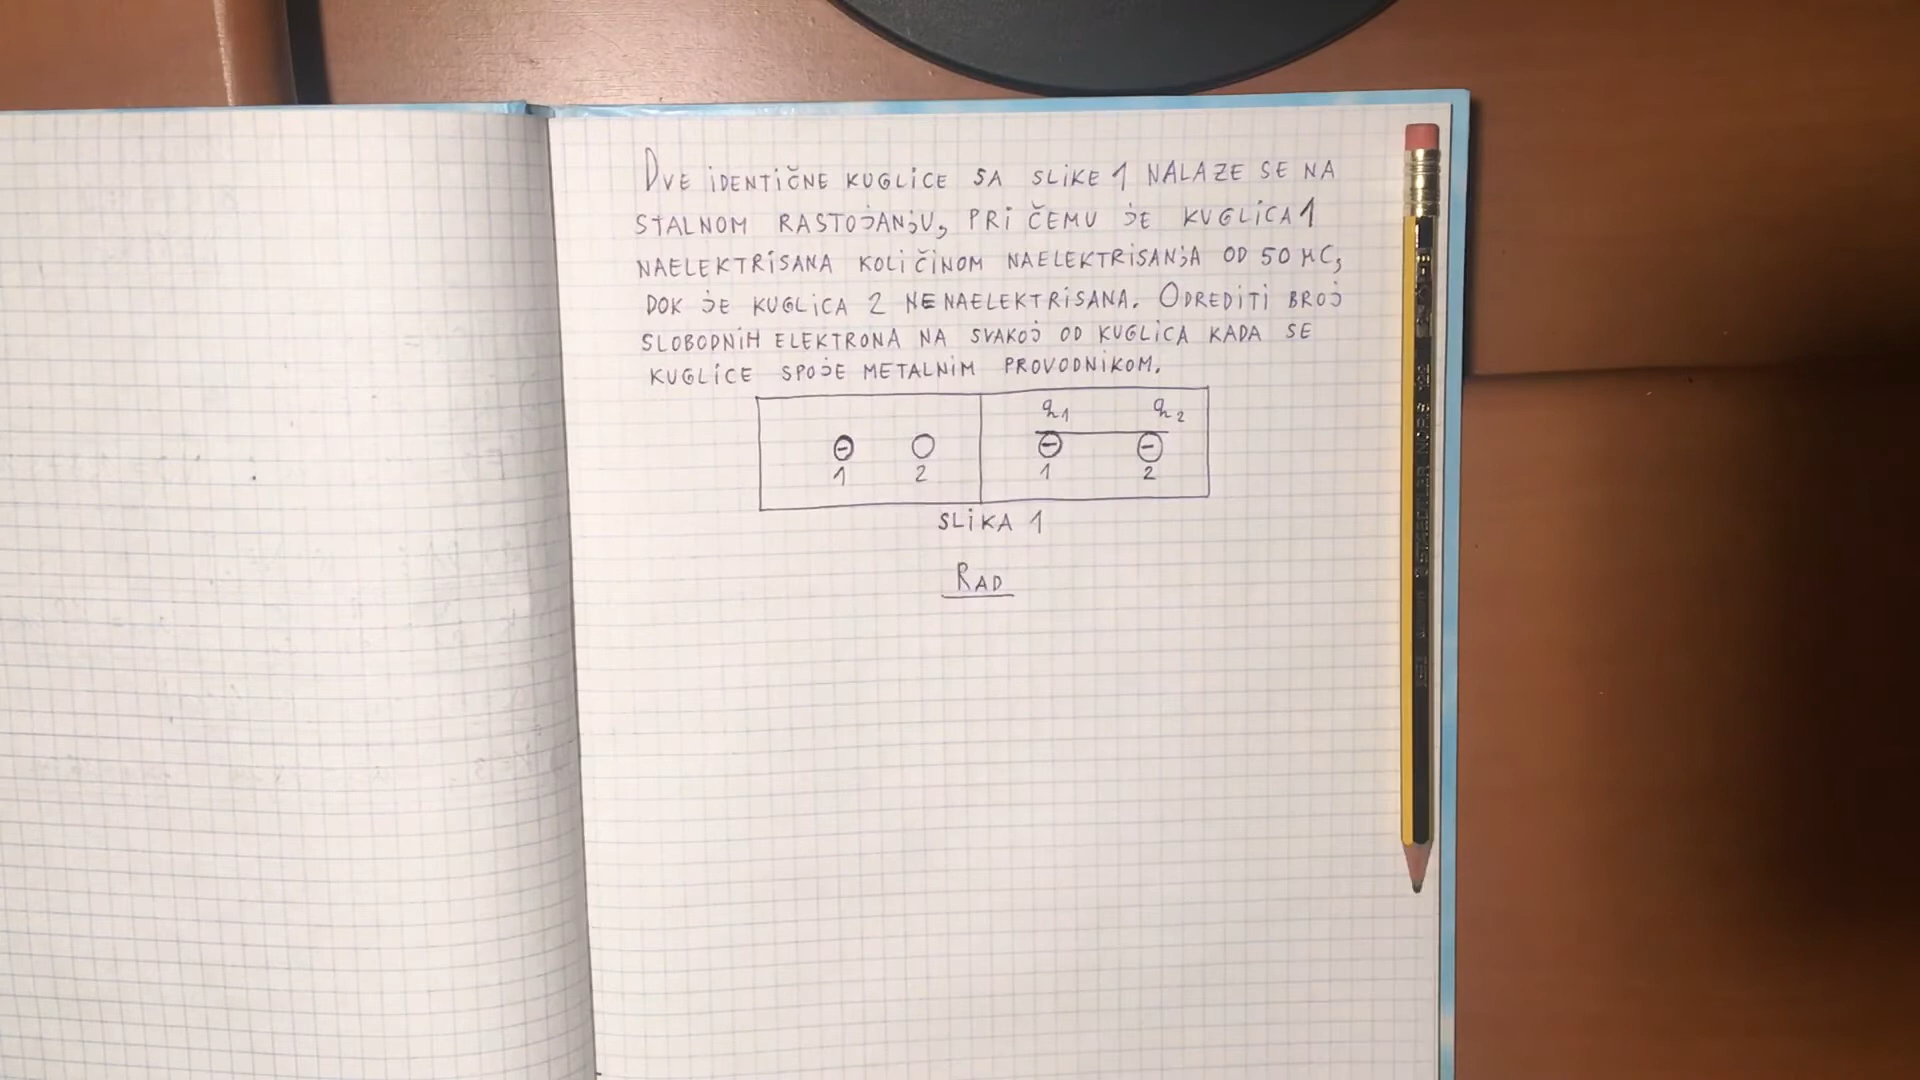 Dve identične kuglice sa slike 1 nalaze se na
stalnom rastojanju, pri čemu je kuglica 1
naelektrisana količinom naelektrisanja od 50 μC,
dok je kuglica 2 nenaelektrisana. Odrediti broj
slobodnih elektrona na svakoj od kuglica kada se
kuglice spoje metalnim provodnikom.
q1 q2
1 2 1 2
Slika 1
Rad